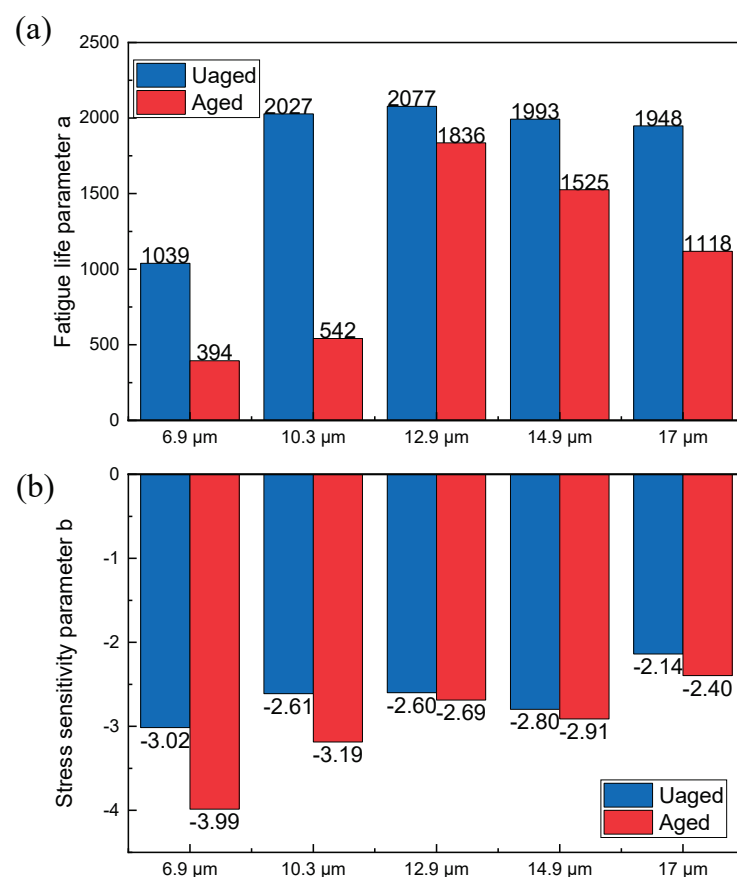 (a)
Fatigue life parameter a
2500
2000
1500
1000
500
0
Uaged
Aged
1039
394
2027
542
2077
1836
1993
1525
1948
1118
6.9 μm
10.3 μm
12.9 μm
14.9 μm
17 μm
(b)
Stress sensitivity parameter b
0
-1
-2
-3
-4
-3.02
-3.99
-2.61
-3.19
-2.60
-2.69
-2.80
-2.91
-2.14
-2.40
Uaged
Aged
6.9 μm
10.3 μm
12.9 μm
14.9 μm
17 μm